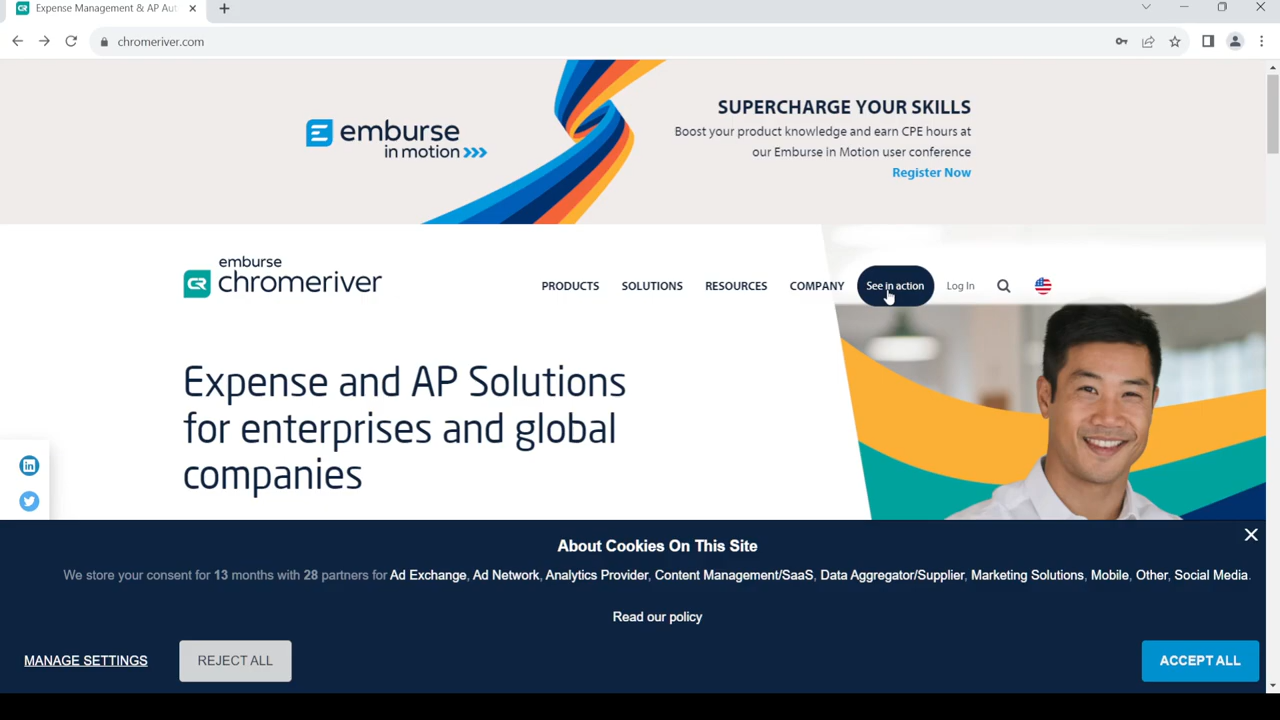 Expense Management & AP Aut
chromeriver.com
emburse
in motion
SUPERCHARGE YOUR SKILLS
Boost your product knowledge and earn CPE hours at
our Emburse in Motion user conference
Register Now
emburse
CR chromeriver
PRODUCTS SOLUTIONS RESOURCES COMPANY See in action Log In
Expense and AP Solutions
for enterprises and global
companies
About Cookies On This Site
We store your consent for 13 months with 28 partners for Ad Exchange, Ad Network, Analytics Provider, Content Management/SaaS, Data Aggregator/Supplier, Marketing Solutions, Mobile, Other, Social Media.
Read our policy
MANAGE SETTINGS REJECT ALL ACCEPT ALL